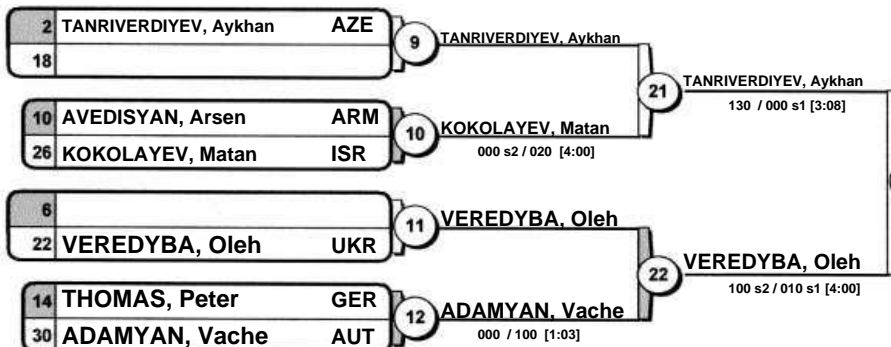 2 TANRIVERDIYEV, Aykhan AZE
18
9 TANRIVERDIYEV, Aykhan
10 AVEDISYAN, Arsen ARM
26 KOKOLAYEV, Matan ISR
10 KOKOLAYEV, Matan
000 s2 / 020 [4:00]
21 TANRIVERDIYEV, Aykhan
130 / 000 s1 [3:08]
6
22 VEREDYBA, Oleh UKR
11 VEREDYBA, Oleh
14 THOMAS, Peter GER
30 ADAMYAN, Vache AUT
12 ADAMYAN, Vache
000 / 100 [1:03]
22 VEREDYBA, Oleh
100 s2 / 010 s1 [4:00]